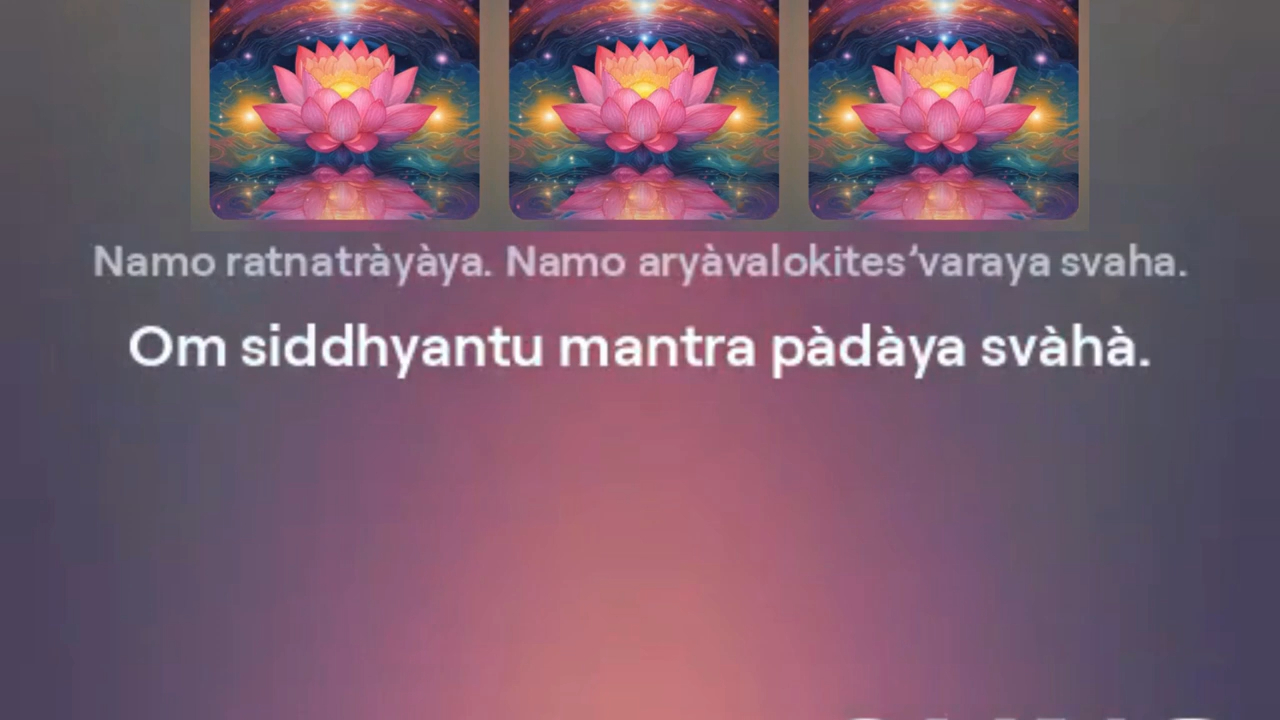 Namo ratnatràyàya. Namo aryàvalokites’varaya svaha.
Om siddhyantu mantra pàdàya svàhà.